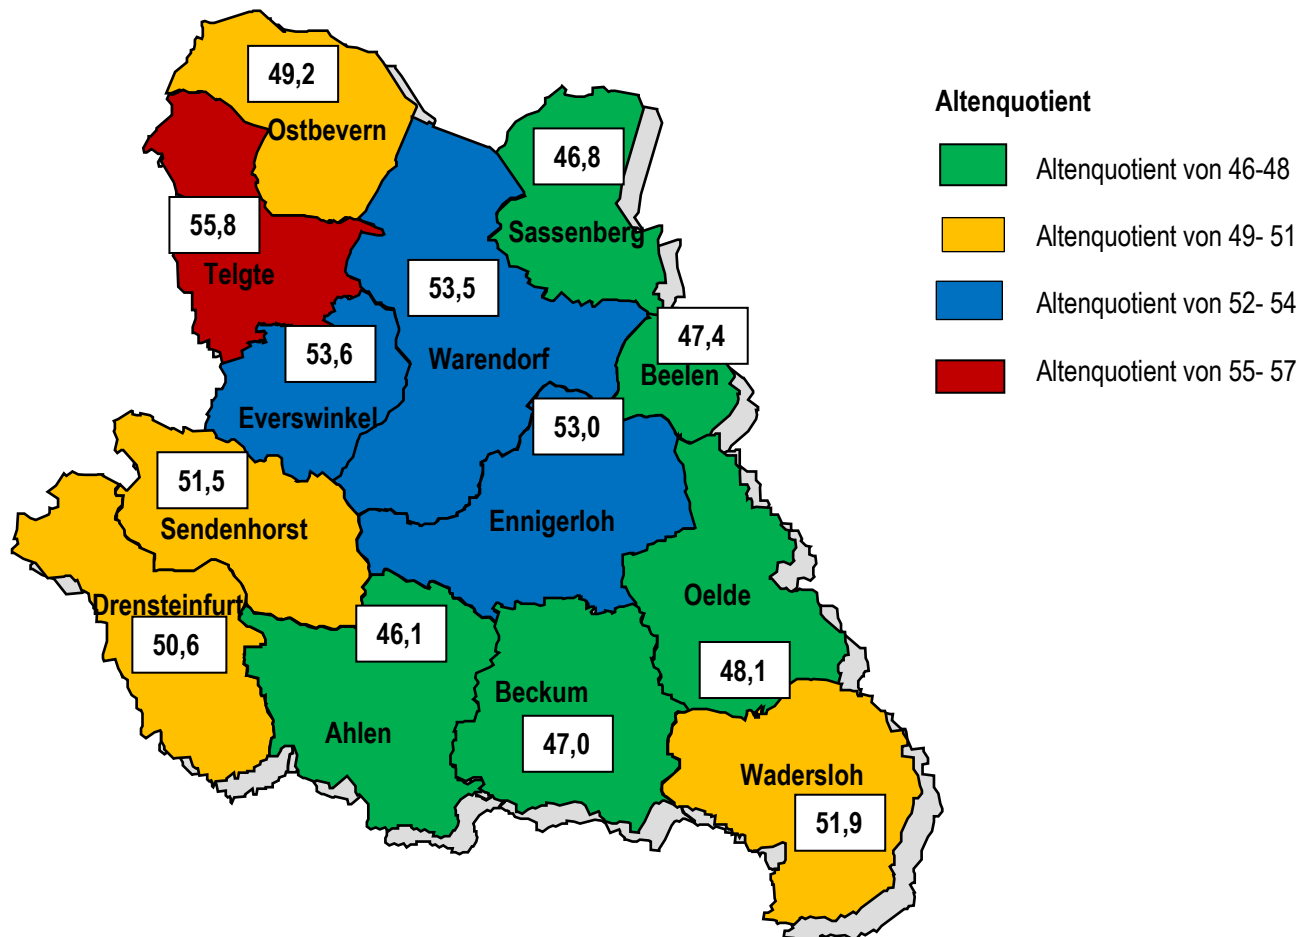 49,2
Ostbevern
46,8
Sassenberg
55,8
Telgte
53,5
Warendorf
47,4
Beelen
53,6
Everswinkel
53,0
Ennigerloh
51,5
Sendenhorst
Drensteinfurt
50,6
46,1
Ahlen
Beckum
47,0
Oelde
48,1
Wadersloh
51,9
Altenquotient
Altenquotient von 46-48
Altenquotient von 49- 51
Altenquotient von 52- 54
Altenquotient von 55- 57